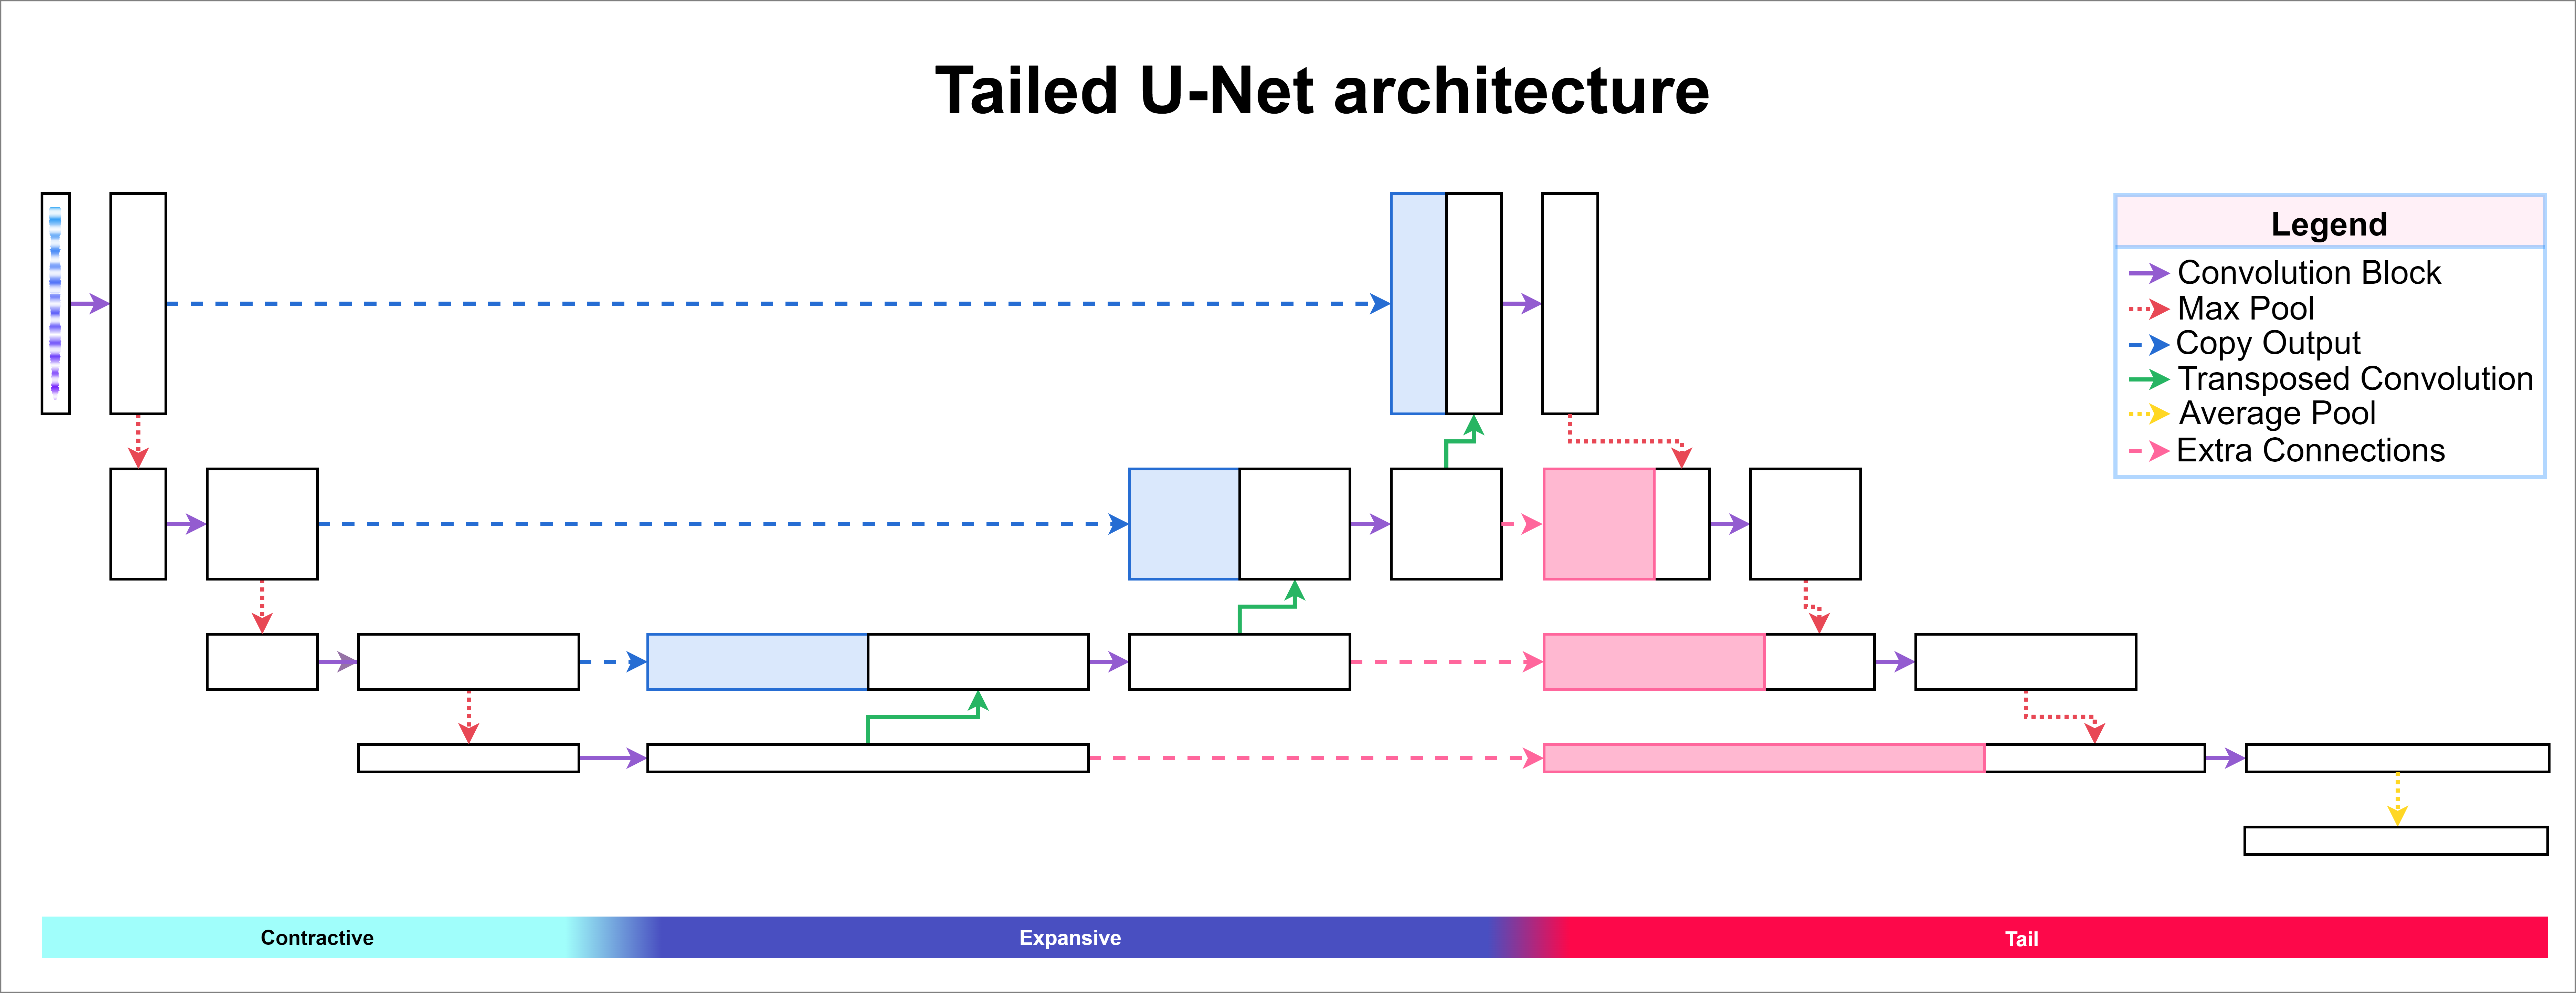 Tailed U-Net architecture
Legend
Convolution Block
Max Pool
Copy Output
Transposed Convolution
Average Pool
Extra Connections
Contractive
Expansive
Tail